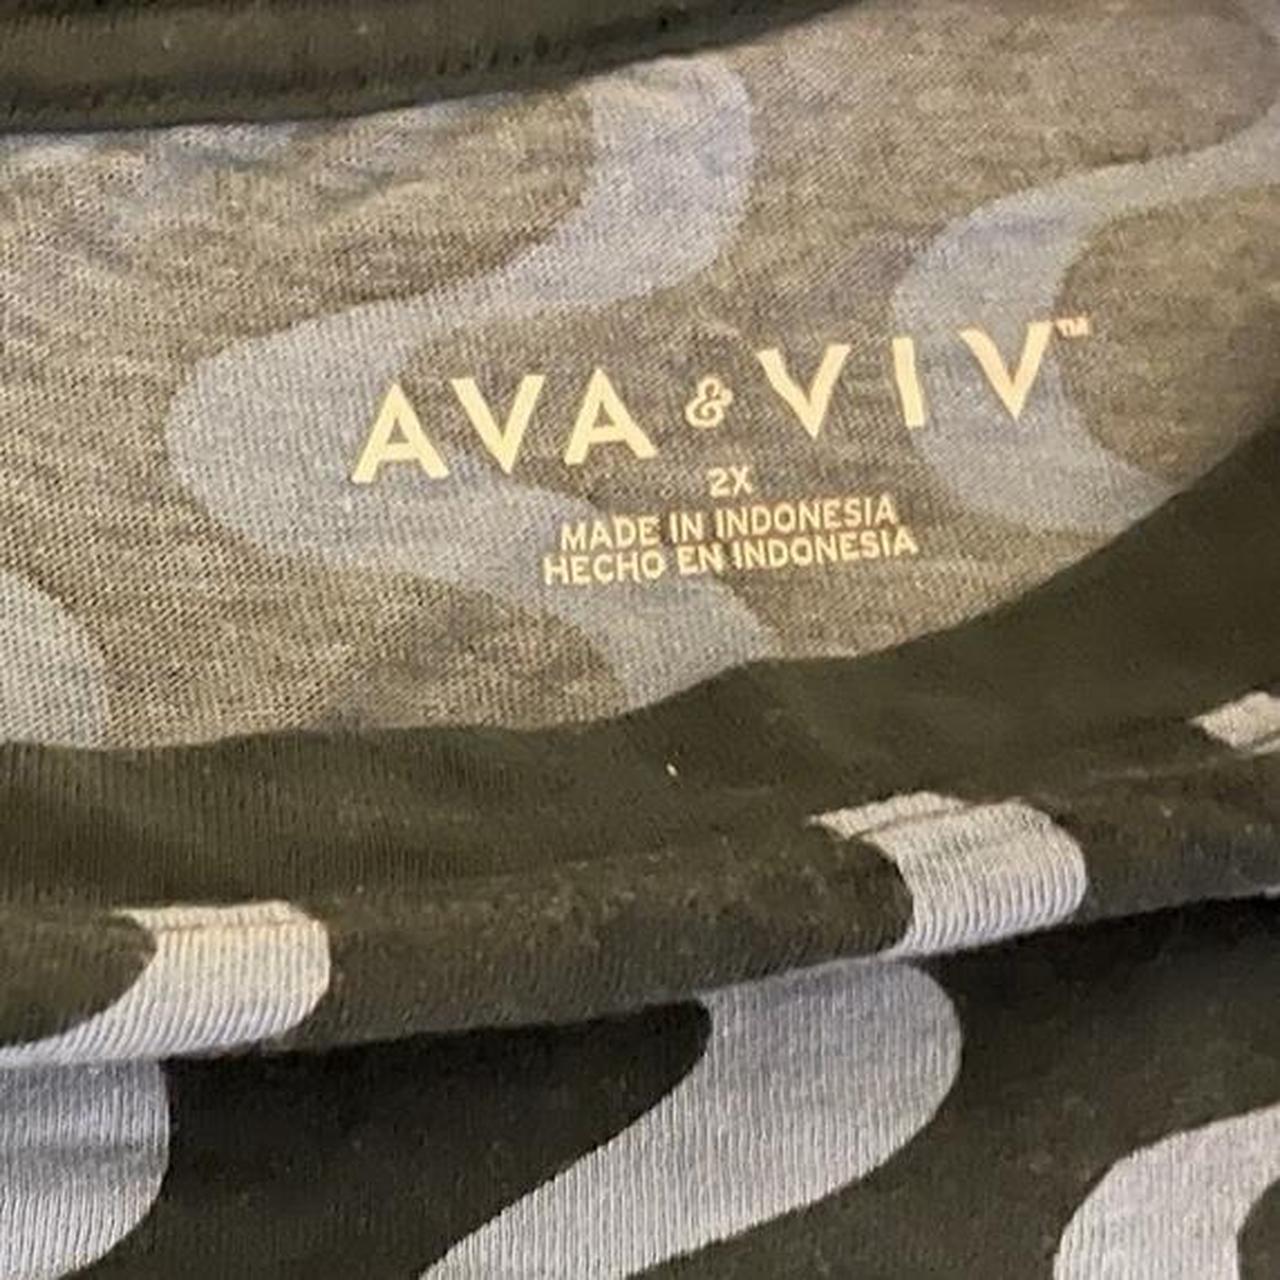 AVA & VIV™
2X
MADE IN INDONESIA
HECHO EN INDONESIA